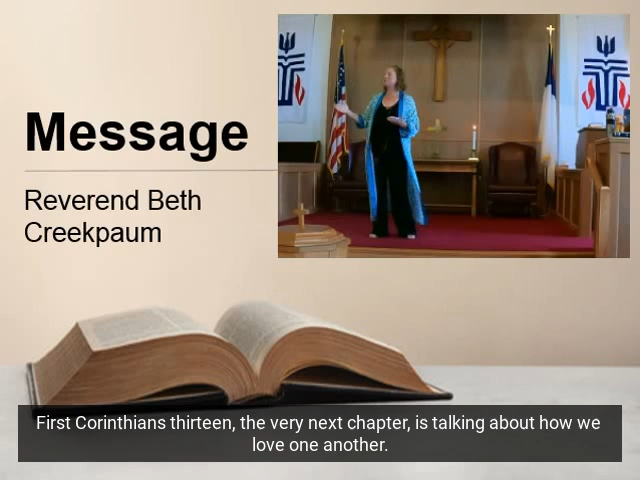 Message
Reverend Beth
Creekpaum
First Corinthians thirteen, the very next chapter, is talking about how we
love one another.